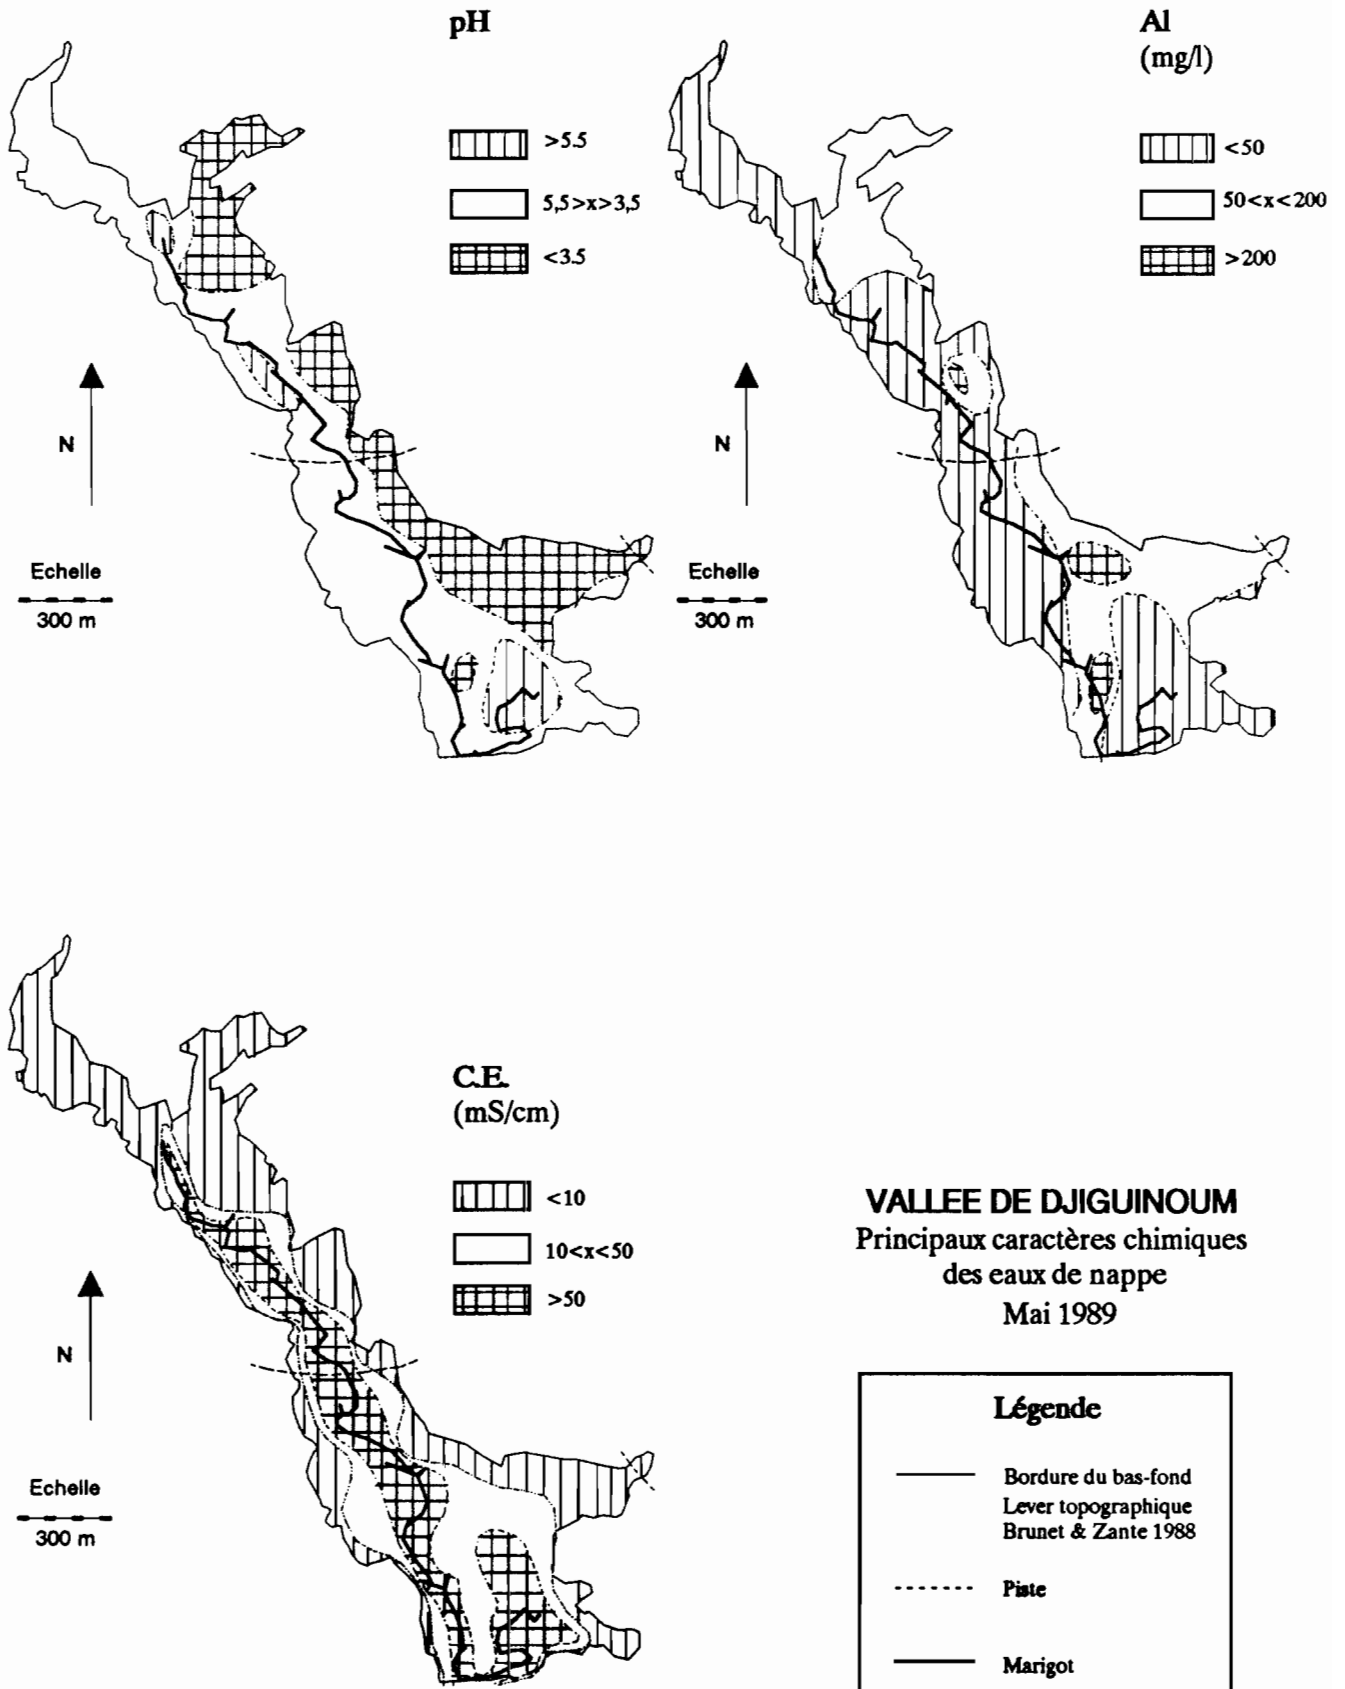 pH
>5.5
5,5>x>3,5
<3.5
N
Echelle
300 m
Al
(mg/l)
<50
50<x<200
>200
N
Echelle
300 m
C.E.
(mS/cm)
<10
10<x<50
>50
N
Echelle
300 m
VALLEE DE DJIGUINOUM
Principaux caractères chimiques
des eaux de nappe
Mai 1989
Légende
Bordure du bas-fond
Lever topographique
Brunet & Zante 1988
Piste
Marigot